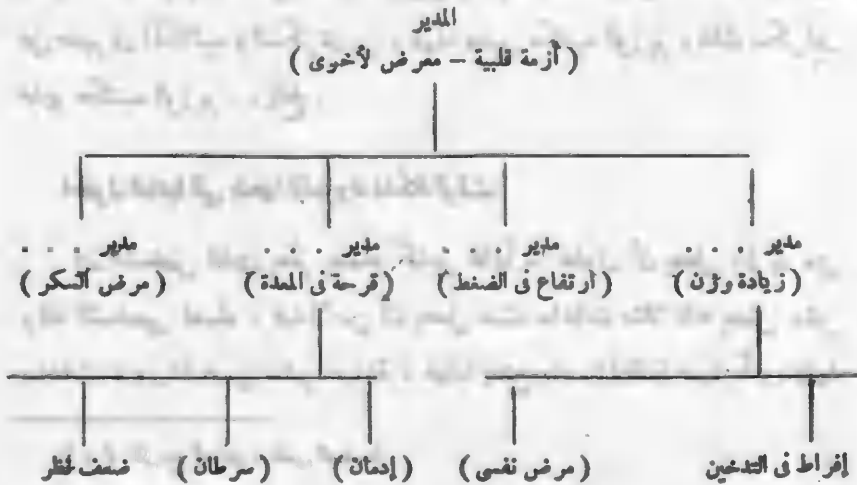 المدير
( أزمة قلبية – معرض لأخرى )
مدير . . .
( زيادة وزن )
مدير . . .
( ارتفاع فى الضغط )
مدير . . .
( قرحة فى المعدة )
مدير . . .
( مرض السكر )
إفراط فى التدخين
( مرض نفسى )
( إدمان )
( سرطان )
ضعف نظر